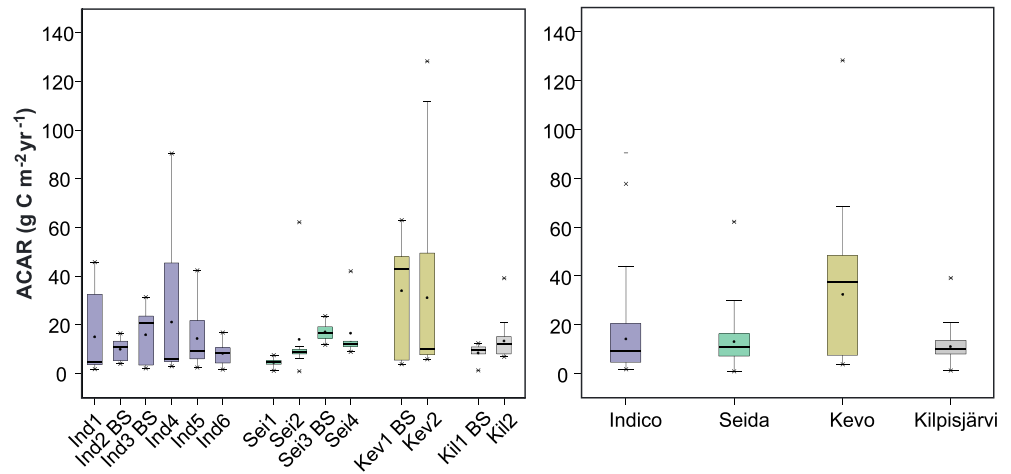 ACAR (g C m-2yr-1)
140
120
100
80
60
40
20
0
Ind1
Ind2 BS
Ind3 BS
Ind4
Ind5
Ind6
Sei1
Sei2
Sei3 BS
Sei4
Kev1 BS
Kev2
Kil1 BS
Kil2
140
120
100
80
60
40
20
0
Indico
Seida
Kevo
Kilpisjärvi